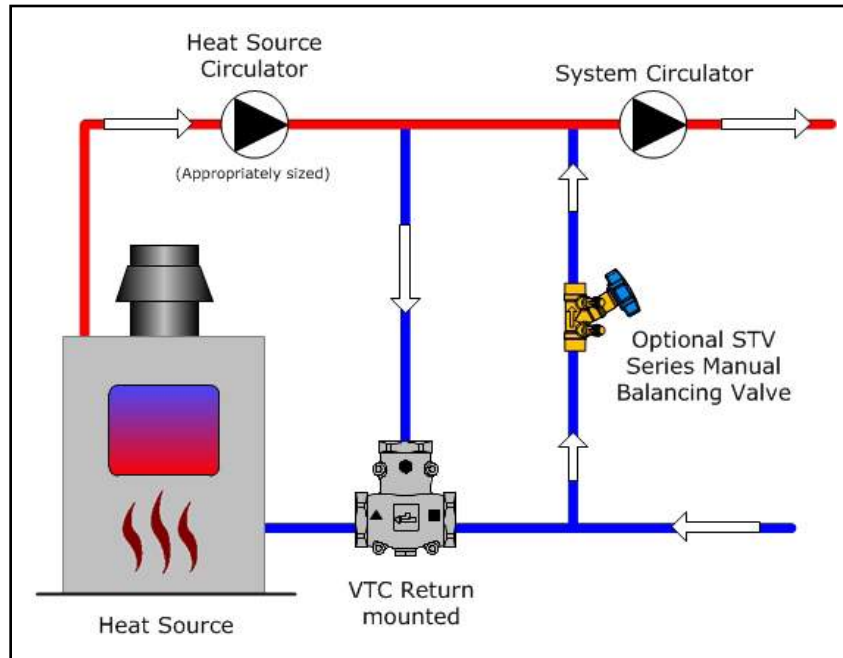 Heat Source
Circulator
(Appropriately sized)
System Circulator
Optional STV
Series Manual
Balancing Valve
VTC Return
mounted
Heat Source